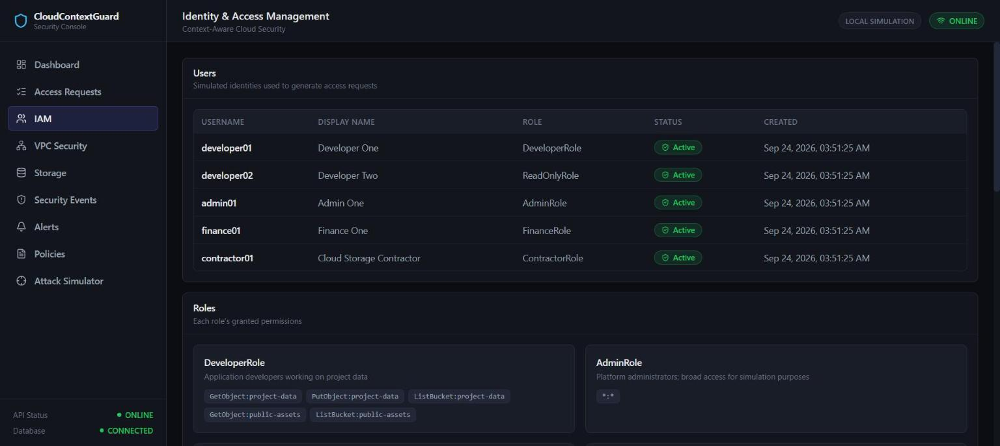 CloudContextGuard
Security Console
Identity & Access Management
Context-Aware Cloud Security
LOCAL SIMULATION
ONLINE
Dashboard
Access Requests
IAM
VPC Security
Storage
Security Events
Alerts
Policies
Attack Simulator
API Status ONLINE
Database CONNECTED
Users
Simulated identities used to generate access requests
USERNAME DISPLAY NAME ROLE STATUS CREATED
developer01 Developer One DeveloperRole Active Sep 24, 2026, 03:51:25 AM
developer02 Developer Two ReadOnlyRole Active Sep 24, 2026, 03:51:25 AM
admin01 Admin One AdminRole Active Sep 24, 2026, 03:51:25 AM
finance01 Finance One FinanceRole Active Sep 24, 2026, 03:51:25 AM
contractor01 Cloud Storage Contractor ContractorRole Active Sep 24, 2026, 03:51:25 AM
Roles
Each role's granted permissions
DeveloperRole
Application developers working on project data
GetObject:project-data PutObject:project-data ListBucket:project-data
GetObject:public-assets ListBucket:public-assets
AdminRole
Platform administrators; broad access for simulation purposes
*:*